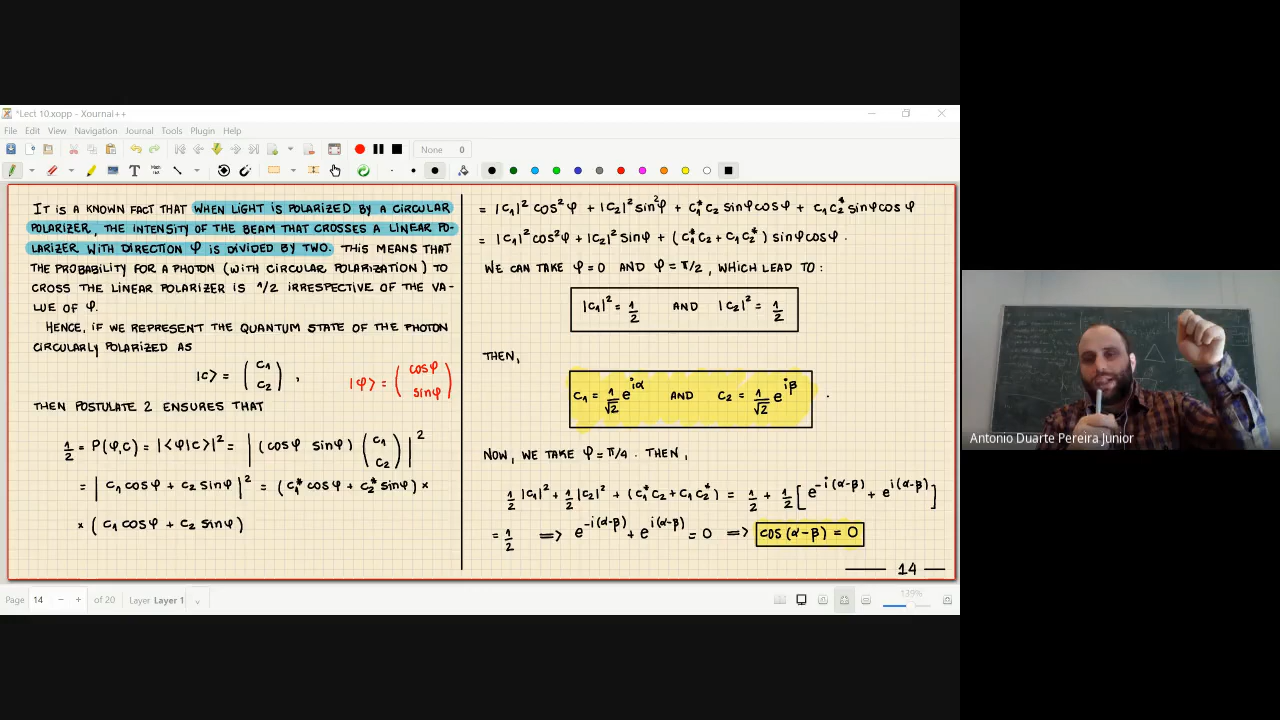 *Lect 10.xopp - Xournal++
File Edit View Navigation Journal Tools Plugin Help
None 0
IT IS A KNOWN FACT THAT WHEN LIGHT IS POLARIZED BY A CIRCULAR
POLARIZER, THE INTENSITY OF THE BEAM THAT CROSSES A LINEAR PO-
LARIZER WITH DIRECTION φ IS DIVIDED BY TWO. THIS MEANS THAT
THE PROBABILITY FOR A PHOTON (WITH CIRCULAR POLARIZATION) TO
CROSS THE LINEAR POLARIZER IS 1/2 IRRESPECTIVE OF THE VA-
LUE OF φ.
HENCE, IF WE REPRESENT THE QUANTUM STATE OF THE PHOTON
CIRCULARLY POLARIZED AS
|C> = (C1 C2) , |φ> = (cosφ sinφ)
THEN POSTULATE 2 ENSURES THAT
1/2 = P(φ,C) = |<φ|C>|² = |(cosφ sinφ) (C1 C2)|²
= |C1 cosφ + C2 sinφ|² = (C1* cosφ + C2* sinφ) ×
× (C1 cosφ + C2 sinφ)
= |C1|² cos²φ + |C2|² sin²φ + C1* C2 sinφ cosφ + C1 C2* sinφ cosφ
= |C1|² cos²φ + |C2|² sinφ + (C1* C2 + C1 C2*) sinφ cosφ .
WE CAN TAKE φ = 0 AND φ = π/2, WHICH LEAD TO:
|C1|² = 1/2 AND |C2|² = 1/2
THEN,
C1 = 1/√2 e^{iα} AND C2 = 1/√2 e^{iβ} .
NOW, WE TAKE φ = π/4. THEN,
1/2 |C1|² + 1/2 |C2|² + (C1* C2 + C1 C2*) = 1/2 + 1/2 [e^{-i(α-β)} + e^{i(α-β)}]
= 1/2 ⟹ e^{-i(α-β)} + e^{i(α-β)} = 0 ⟹ cos(α-β) = 0
14
Page 14 of 20 Layer Layer 1 139%
Antonio Duarte Pereira Junior